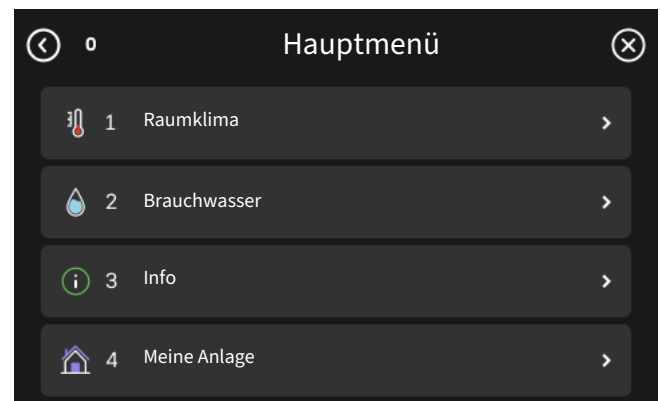 0 Hauptmenü
1 Raumklima
2 Brauchwasser
3 Info
4 Meine Anlage